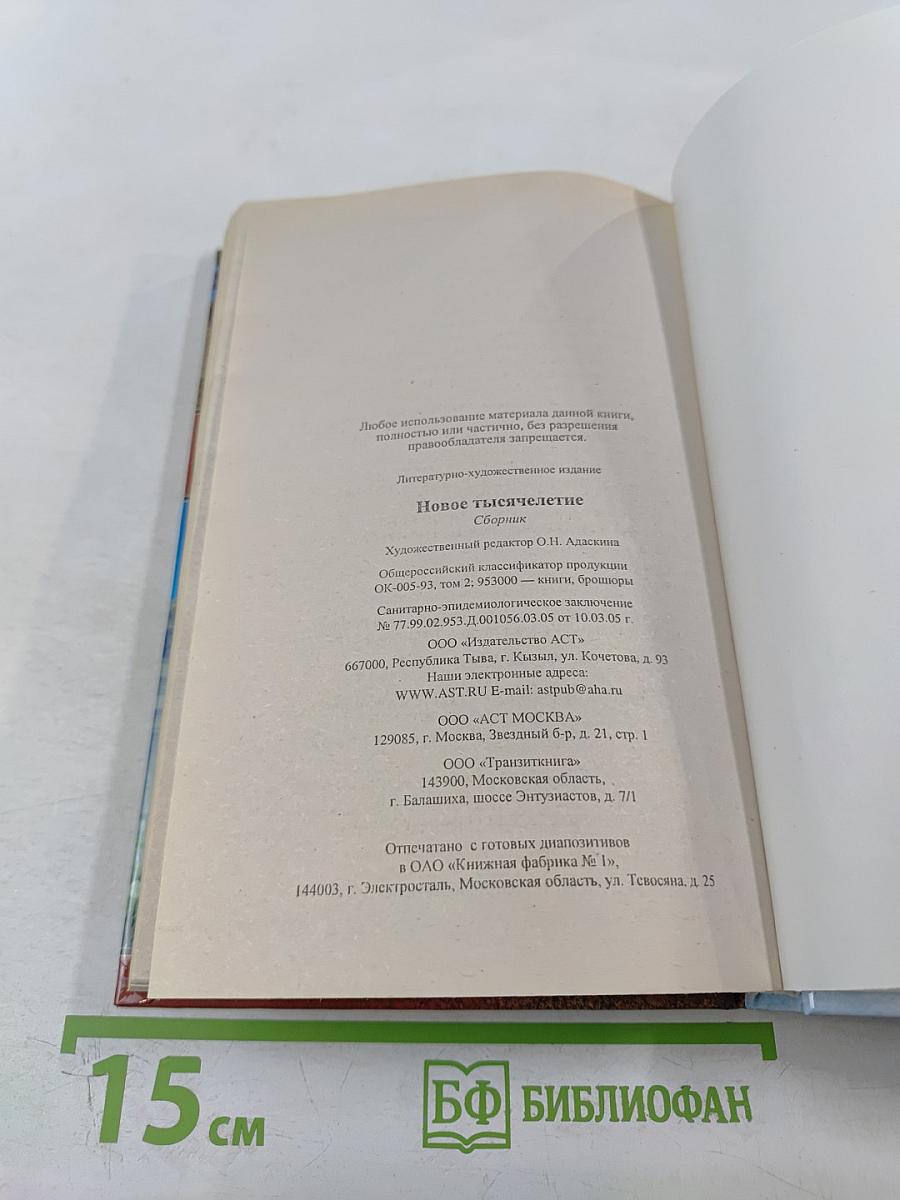 Любое использование материала данной книги,
полностью или частично, без разрешения
правообладателя запрещается.
Литературно-художественное издание
Новое тысячелетие
Сборник
Художественный редактор О.Н. Адаскина
Общероссийский классификатор продукции
ОК-005-93, том 2; 953000 — книги, брошюры
Санитарно-эпидемиологическое заключение
№ 77.99.02.953.Д.001056.03.05 от 10.03.05 г.
ООО «Издательство АСТ»
667000, Республика Тыва, г. Кызыл, ул. Кочетова, д. 93
Наши электронные адреса:
WWW.AST.RU E-mail: astpub@aha.ru
ООО «АСТ МОСКВА»
129085, г. Москва, Звездный б-р, д. 21, стр. 1
ООО «Транзиткнига»
143900, Московская область,
г. Балашиха, шоссе Энтузиастов, д. 7/1
Отпечатано с готовых диапозитивов
в ОАО «Книжная фабрика № 1»,
144003, г. Электросталь, Московская область, ул. Тевосяна, д. 25
15 см
БФ БИБЛИОФАН